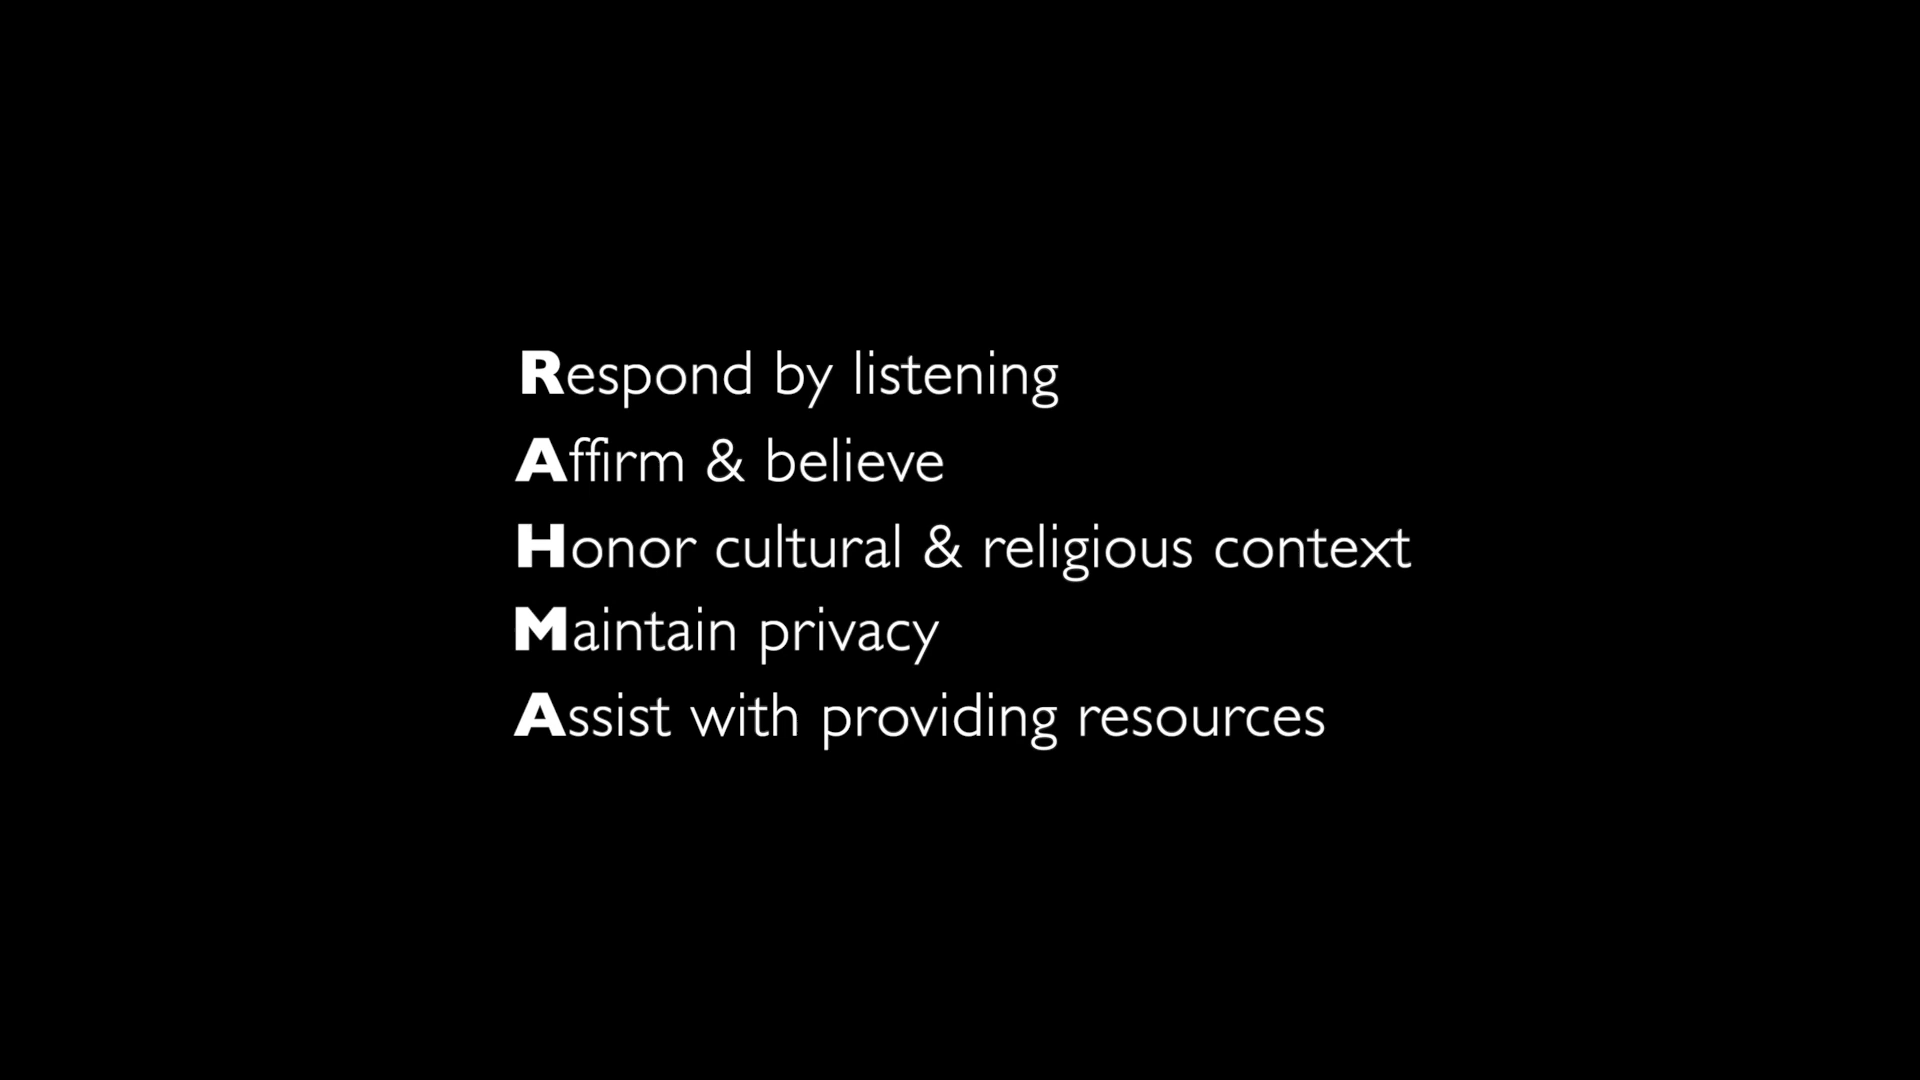 Respond by listening
Affirm & believe
Honor cultural & religious context
Maintain privacy
Assist with providing resources